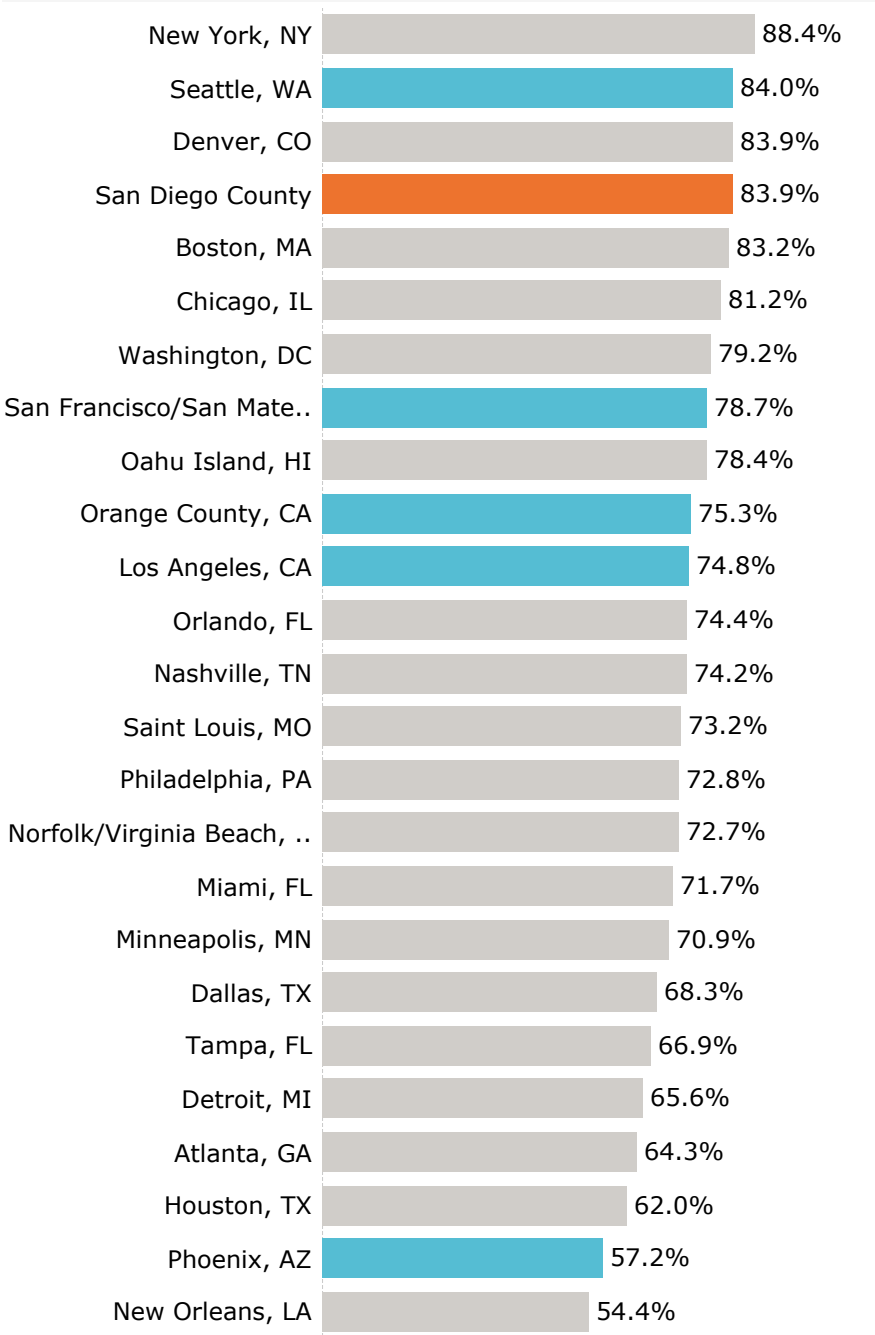 New York, NY 88.4%
Seattle, WA 84.0%
Denver, CO 83.9%
San Diego County 83.9%
Boston, MA 83.2%
Chicago, IL 81.2%
Washington, DC 79.2%
San Francisco/San Mate.. 78.7%
Oahu Island, HI 78.4%
Orange County, CA 75.3%
Los Angeles, CA 74.8%
Orlando, FL 74.4%
Nashville, TN 74.2%
Saint Louis, MO 73.2%
Philadelphia, PA 72.8%
Norfolk/Virginia Beach, .. 72.7%
Miami, FL 71.7%
Minneapolis, MN 70.9%
Dallas, TX 68.3%
Tampa, FL 66.9%
Detroit, MI 65.6%
Atlanta, GA 64.3%
Houston, TX 62.0%
Phoenix, AZ 57.2%
New Orleans, LA 54.4%